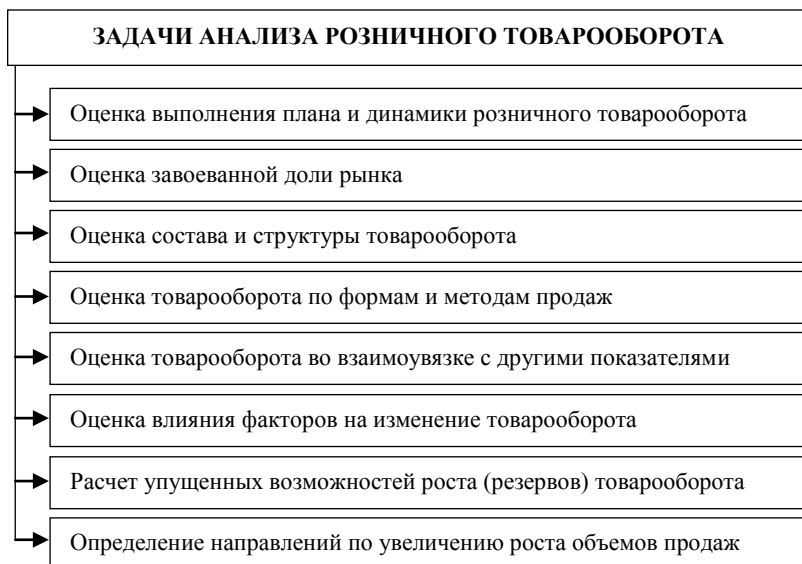 ЗАДАЧИ АНАЛИЗА РОЗНИЧНОГО ТОВАРООБОРОТА
Оценка выполнения плана и динамики розничного товарооборота
Оценка завоеванной доли рынка
Оценка состава и структуры товарооборота
Оценка товарооборота по формам и методам продаж
Оценка товарооборота во взаимоувязке с другими показателями
Оценка влияния факторов на изменение товарооборота
Расчет упущенных возможностей роста (резервов) товарооборота
Определение направлений по увеличению роста объемов продаж